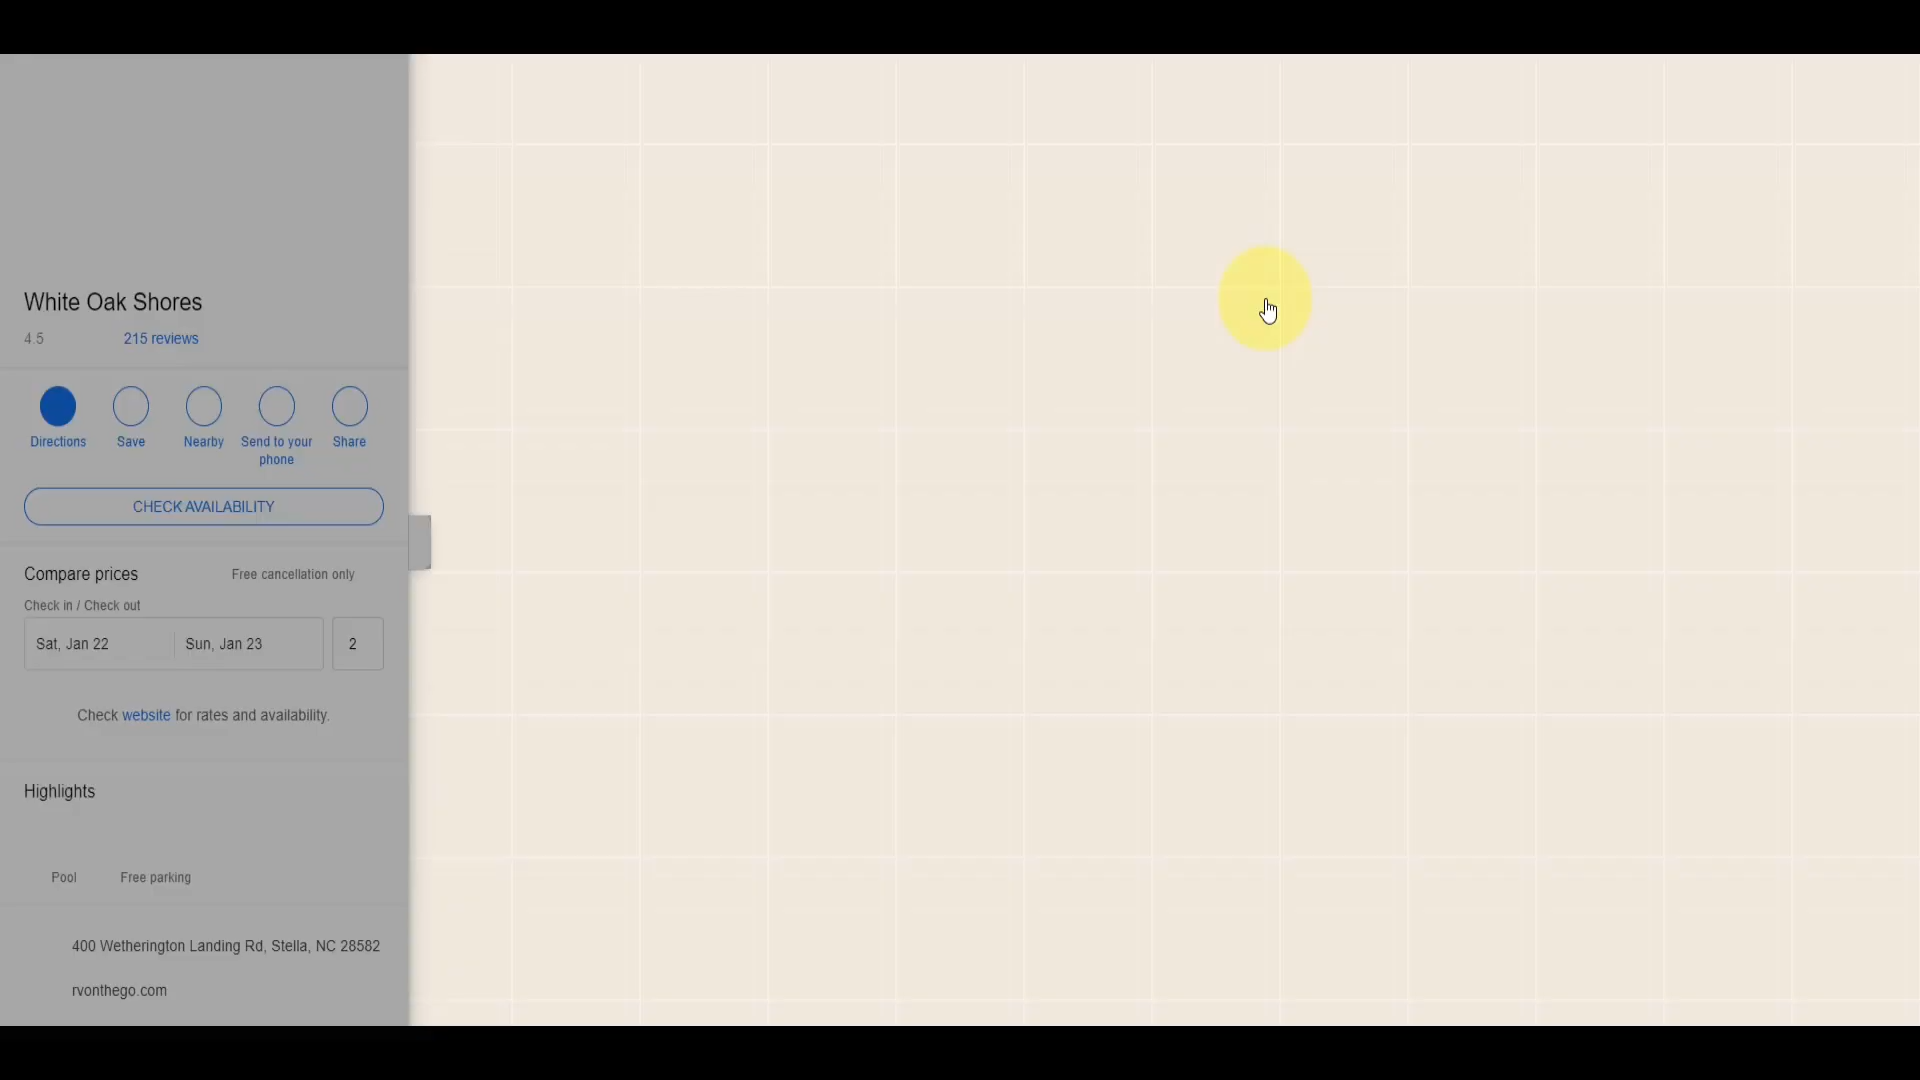 White Oak Shores
4.5 215 reviews
Directions Save Nearby Send to your phone Share
CHECK AVAILABILITY
Compare prices Free cancellation only
Check in / Check out
Sat, Jan 22 Sun, Jan 23 2
Check website for rates and availability.
Highlights
Pool Free parking
400 Wetherington Landing Rd, Stella, NC 28582
rvonthego.com